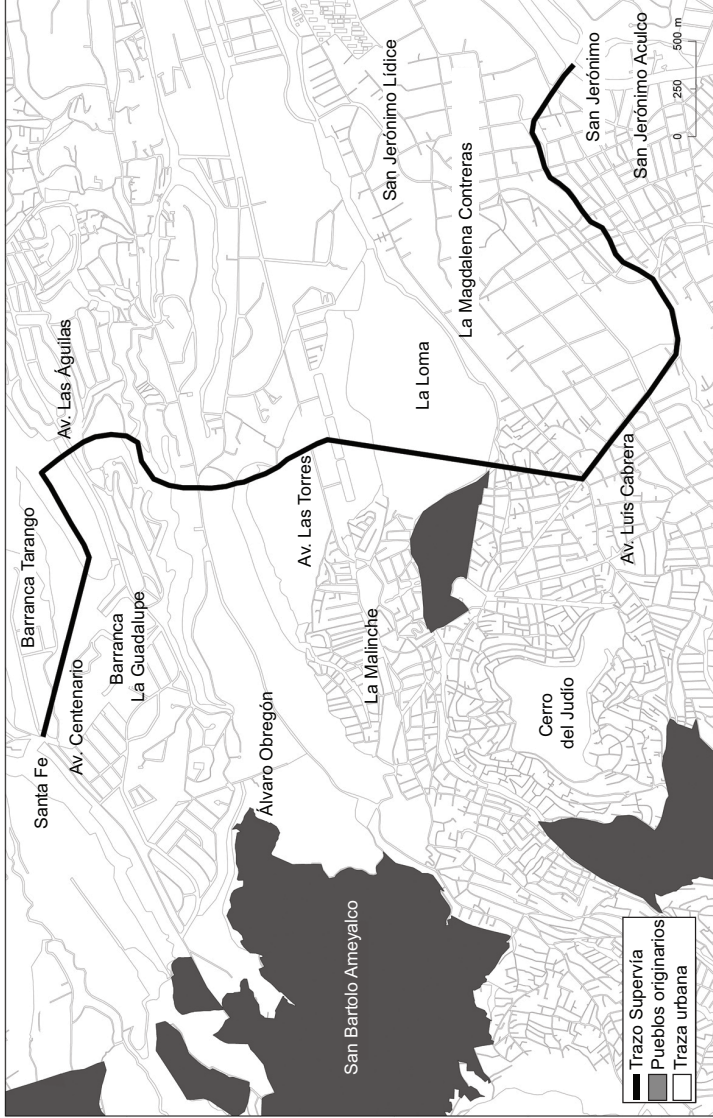 Barranca Tarango
Santa Fe
Av. Las Águilas
Av. Centenario
Barranca
La Guadalupe
Álvaro Obregón
Av. Las Torres
San Bartolo Ameyalco
La Malinche
San Jerónimo Lídice
La Loma
La Magdalena Contreras
Cerro
del Judío
San Jerónimo
Av. Luis Cabrera
San Jerónimo Aculco
Trazo Supervía
Pueblos originarios
Traza urbana
0 250 500 m